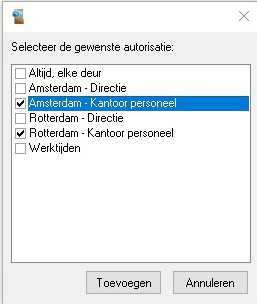 Selecteer de gewenste autorisatie:
Altijd, elke deur
Amsterdam - Directie
Amsterdam - Kantoor personeel
Rotterdam - Directie
Rotterdam - Kantoor personeel
Werktijden
Toevoegen
Annuleren